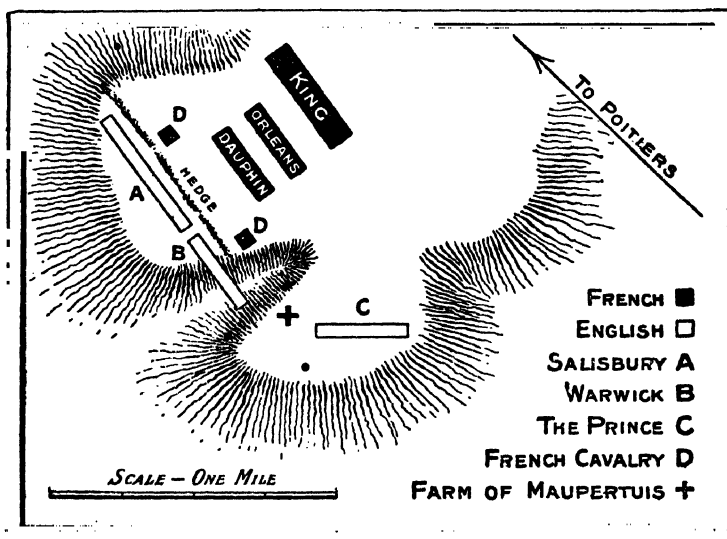 KING
ORLEANS
DAUPHIN
D
HEDGE
A
D
B
C
TO POITIERS
FRENCH
ENGLISH
SALISBURY A
WARWICK B
THE PRINCE C
FRENCH CAVALRY D
FARM OF MAUPERTUIS +
SCALE – ONE MILE